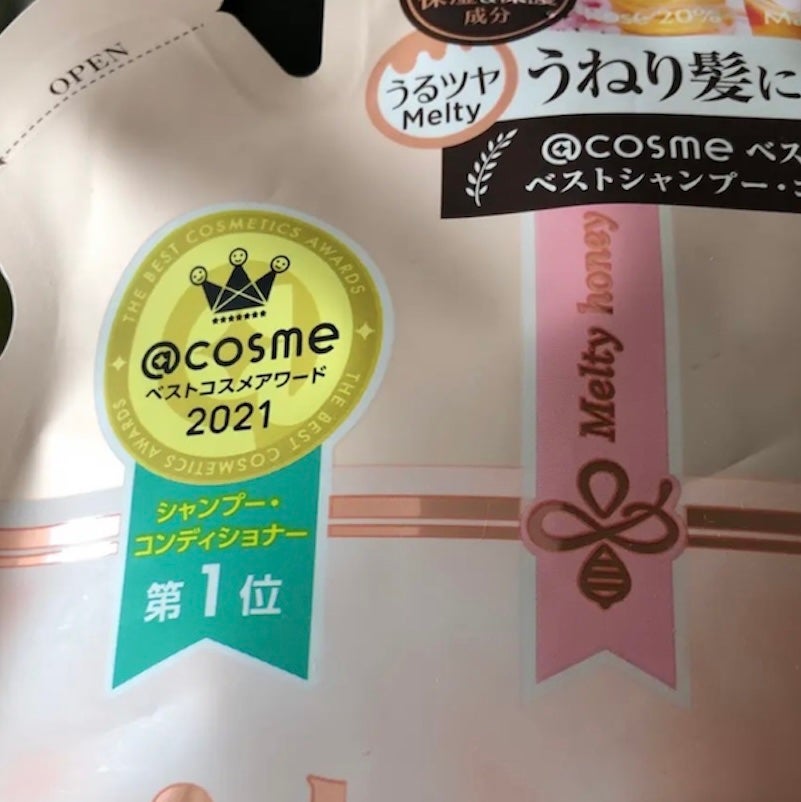 OPEN
成分
うるツヤ
Melty
うねり髪に
@cosme ベス
ベストシャンプー・コ
Melty honey
THE BEST COSMETICS AWARDS
@cosme
ベストコスメアワード
2021
THE BEST COSMETICS AWARDS
シャンプー・
コンディショナー
第1位